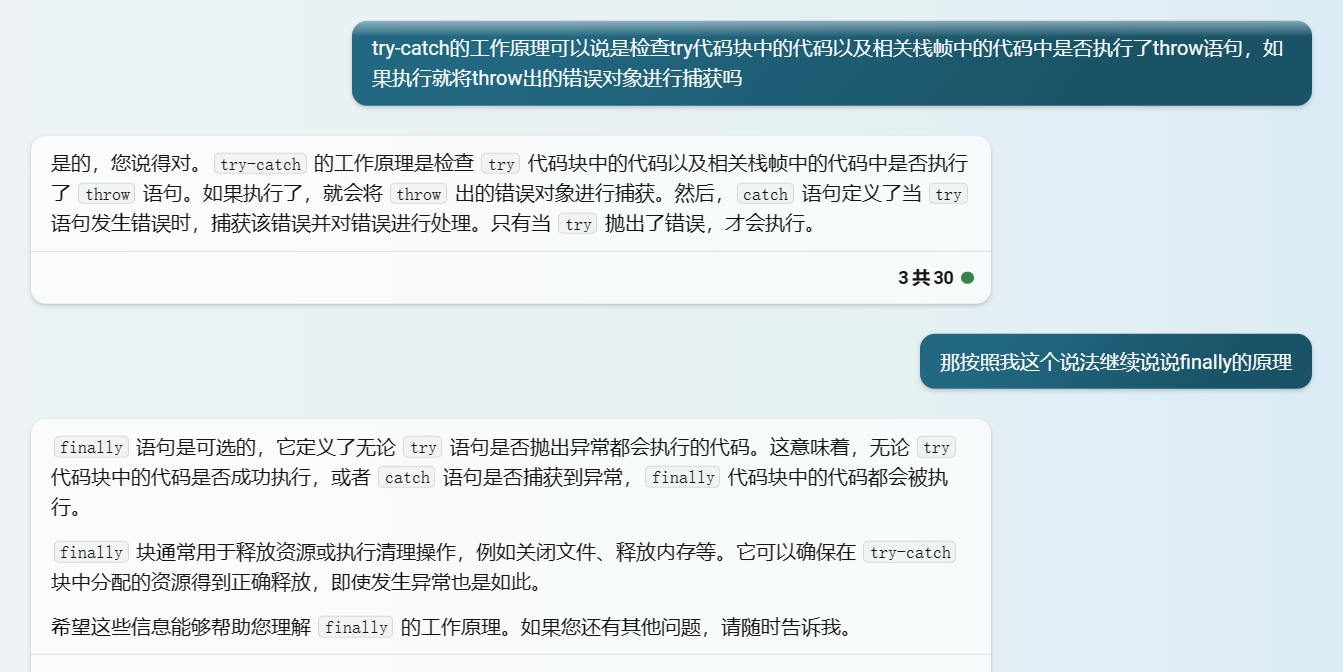 try-catch的工作原理可以说是检查try代码块中的代码以及相关栈帧中的代码中是否执行了throw语句，如
果执行就将throw出的错误对象进行捕获吗
是的，您说得对。 try-catch 的工作原理是检查 try 代码块中的代码以及相关栈帧中的代码中是否执行
了 throw 语句。如果执行了，就会将 throw 出的错误对象进行捕获。然后， catch 语句定义了当 try
语句发生错误时，捕获该错误并对错误进行处理。只有当 try 抛出了错误，才会执行。
3 共 30
那按照我这个说法继续说说finally的原理
finally 语句是可选的，它定义了无论 try 语句是否抛出异常都会执行的代码。这意味着，无论 try
代码块中的代码是否成功执行，或者 catch 语句是否捕获到异常， finally 代码块中的代码都会被执
行。
finally 块通常用于释放资源或执行清理操作，例如关闭文件、释放内存等。它可以确保在 try-catch
块中分配的资源得到正确释放，即使发生异常也是如此。
希望这些信息能够帮助您理解 finally 的工作原理。如果您还有其他问题，请随时告诉我。